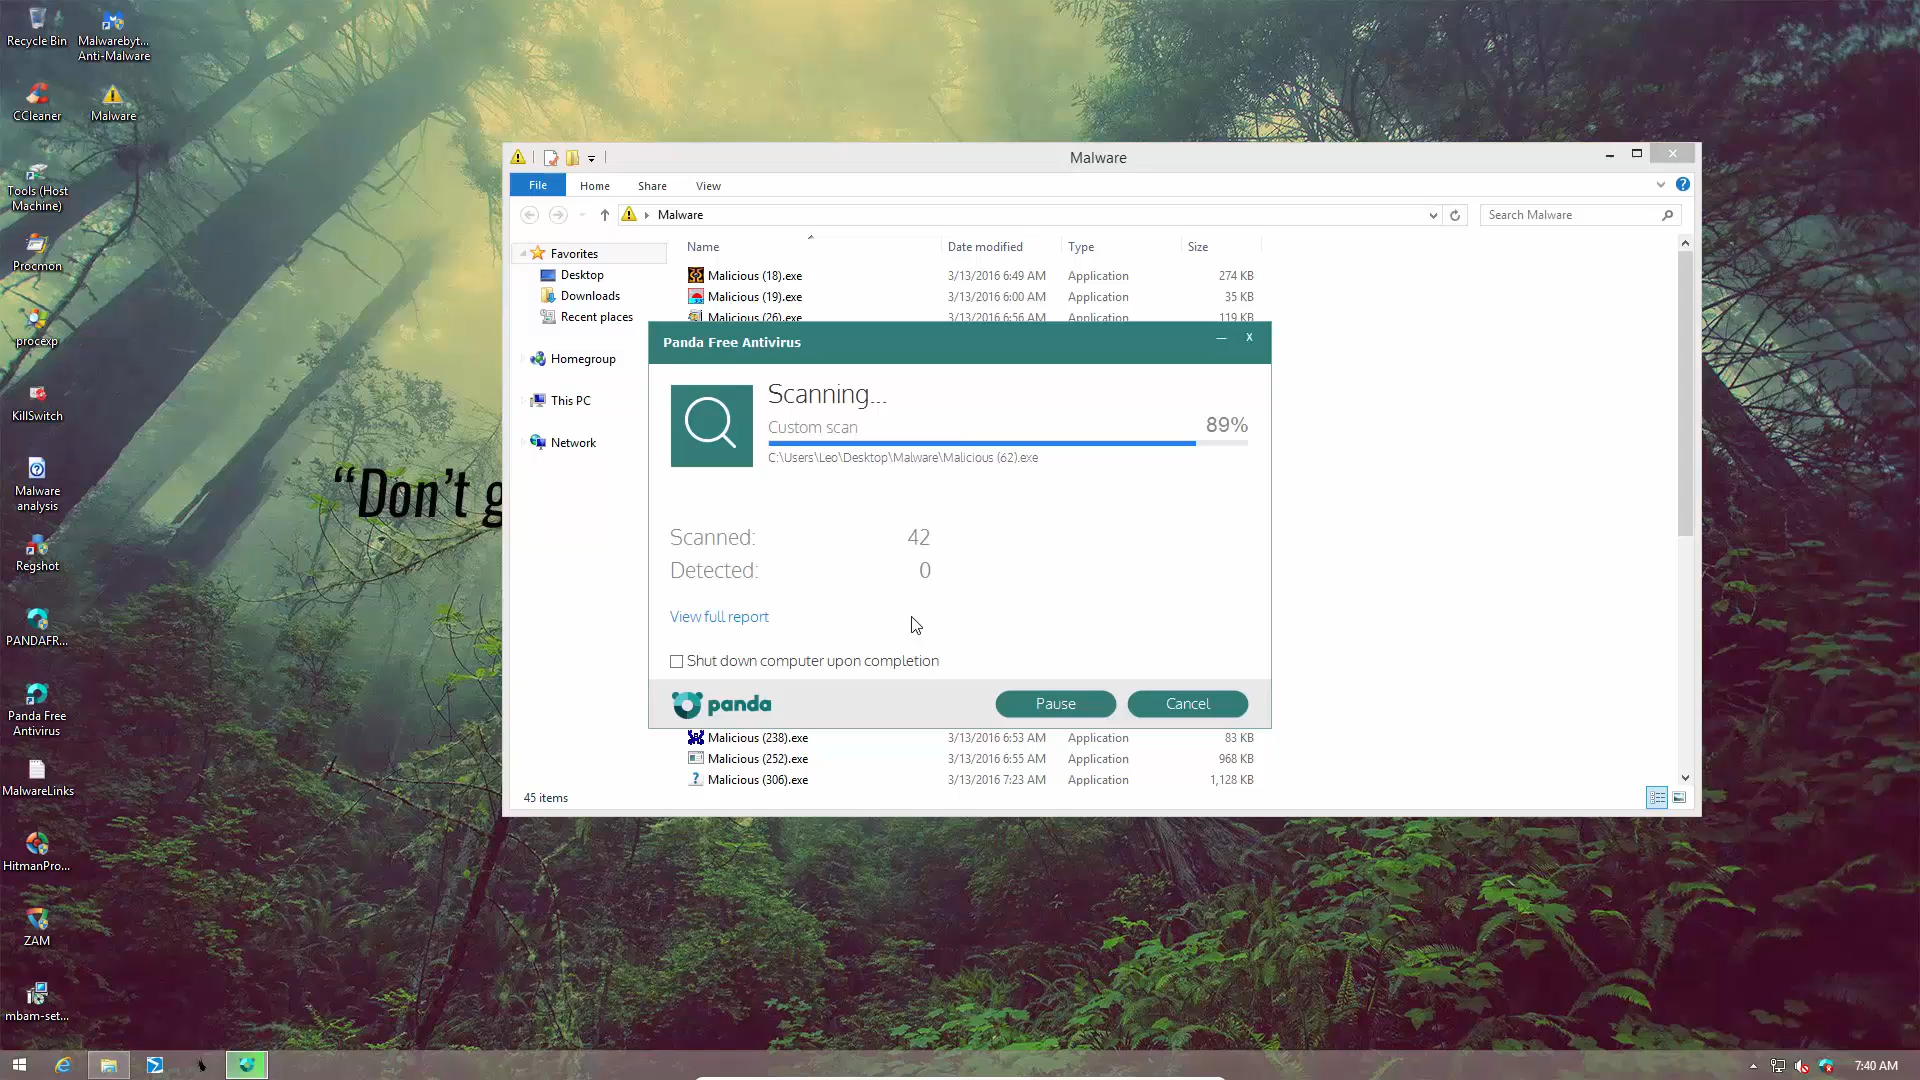 Recycle Bin
Malwarebyt...
Anti-Malware
CCleaner
Malware
Tools (Host
Machine)
Procmon
procexp
KillSwitch
Malware
analysis
Regshot
PANDAFR...
Panda Free
Antivirus
MalwareLinks
HitmanPro...
ZAM
mbam-set...
“Don’t g
Malware
File Home Share View
Malware
Search Malware
Favorites
Desktop
Downloads
Recent places
Homegroup
This PC
Network
Name Date modified Type Size
Malicious (18).exe 3/13/2016 6:49 AM Application 274 KB
Malicious (19).exe 3/13/2016 6:00 AM Application 35 KB
Malicious (26).exe 3/13/2016 6:56 AM Application 119 KB
Panda Free Antivirus
Scanning...
Custom scan 89%
C:\Users\Leo\Desktop\Malware\Malicious (62).exe
Scanned: 42
Detected: 0
View full report
Shut down computer upon completion
panda Pause Cancel
Malicious (238).exe 3/13/2016 6:53 AM Application 83 KB
Malicious (252).exe 3/13/2016 6:55 AM Application 968 KB
Malicious (306).exe 3/13/2016 7:23 AM Application 1,128 KB
45 items
7:40 AM